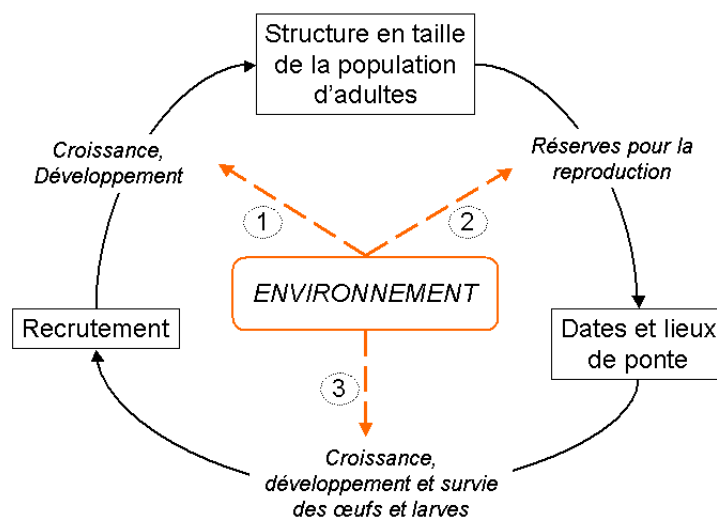 Structure en taille
de la population
d'adultes
Croissance,
Développement
Réserves pour la
reproduction
1
2
ENVIRONNEMENT
Recrutement
Dates et lieux
de ponte
3
Croissance,
développement et survie
des œufs et larves